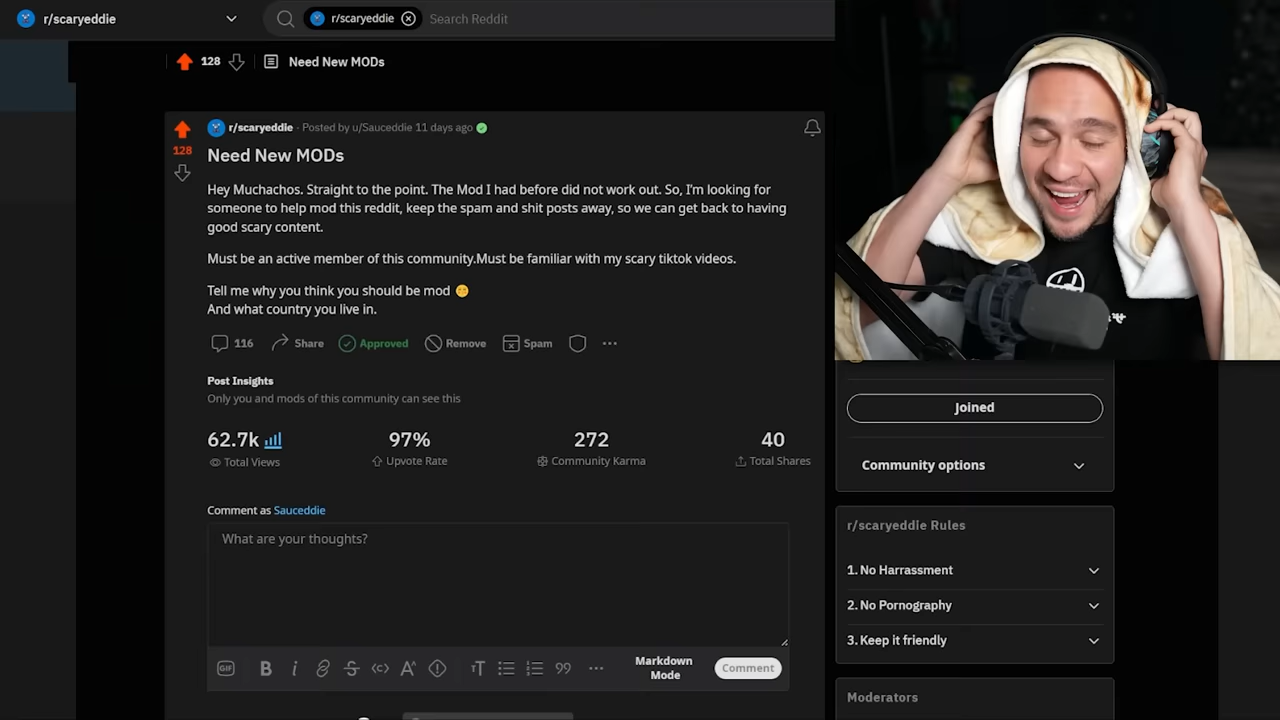 r/scaryeddie
r/scaryeddie
Search Reddit
128
Need New MODs
r/scaryeddie · Posted by u/Sauceddie 11 days ago
128
Need New MODs
Hey Muchachos. Straight to the point. The Mod I had before did not work out. So, I'm looking for
someone to help mod this reddit, keep the spam and shit posts away, so we can get back to having
good scary content.
Must be an active member of this community.Must be familiar with my scary tiktok videos.
Tell me why you think you should be mod 😁
And what country you live in.
116 Share Approved Remove Spam
Post Insights
Only you and mods of this community can see this
62.7k 97% 272 40
Total Views Upvote Rate Community Karma Total Shares
Comment as Sauceddie
What are your thoughts?
GIF B i Markdown
Mode
Comment
Joined
Community options
r/scaryeddie Rules
1. No Harrassment
2. No Pornography
3. Keep it friendly
Moderators